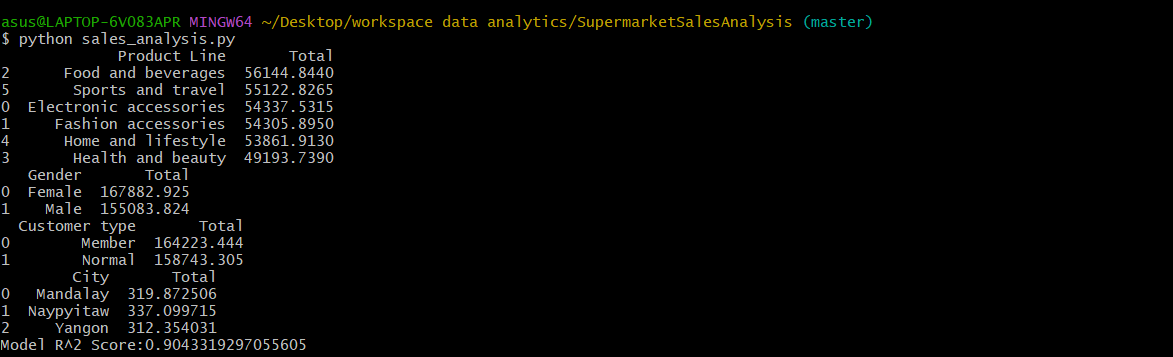 asus@LAPTOP-6VO83APR MINGW64 ~/Desktop/workspace data analytics/SupermarketSalesAnalysis (master)
$ python sales_analysis.py
Product Line Total
2 Food and beverages 56144.8440
5 Sports and travel 55122.8265
0 Electronic accessories 54337.5315
1 Fashion accessories 54305.8950
4 Home and lifestyle 53861.9130
3 Health and beauty 49193.7390
Gender Total
0 Female 167882.925
1 Male 155083.824
Customer type Total
0 Member 164223.444
1 Normal 158743.305
City Total
0 Mandalay 319.872506
1 Naypyitaw 337.099715
2 Yangon 312.354031
Model R^2 Score:0.9043319297055605